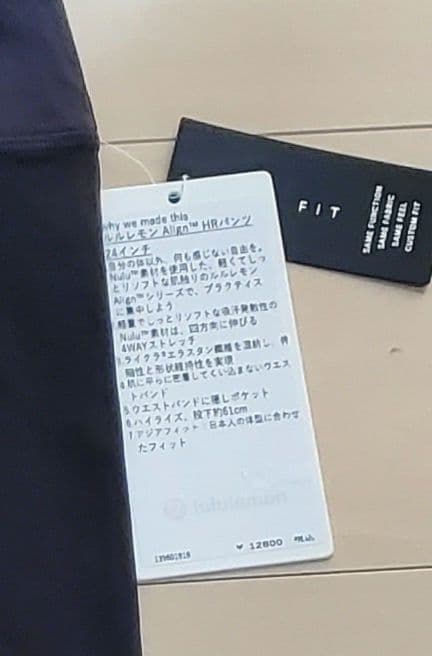 why we made this
ルルレモン Align™ HRパンツ
24インチ
自分の体以外、何も感じない自由を。
Nulu™素材を使用した、軽くてしっ
とりソフトな肌触りのルルレモン
Align™シリーズで、プラクティス
に集中しよう
軽量でしっとりソフトな吸汗発散性の
Nulu™素材は、四方向に伸びる
4WAYストレッチ
ライクラ®エラスタン繊維を混紡し、伸
縮性と形状維持性を実現
肌に平らに密着してくい込まないウエス
トバンド
ウエストバンドに隠しポケット
ハイライズ、股下約61cm
アジアフィット：日本人の体型に合わせ
たフィット
¥ 12800
FIT
SAME FUNCTION
SAME FABRIC
SAME FEEL
CUSTOM FIT